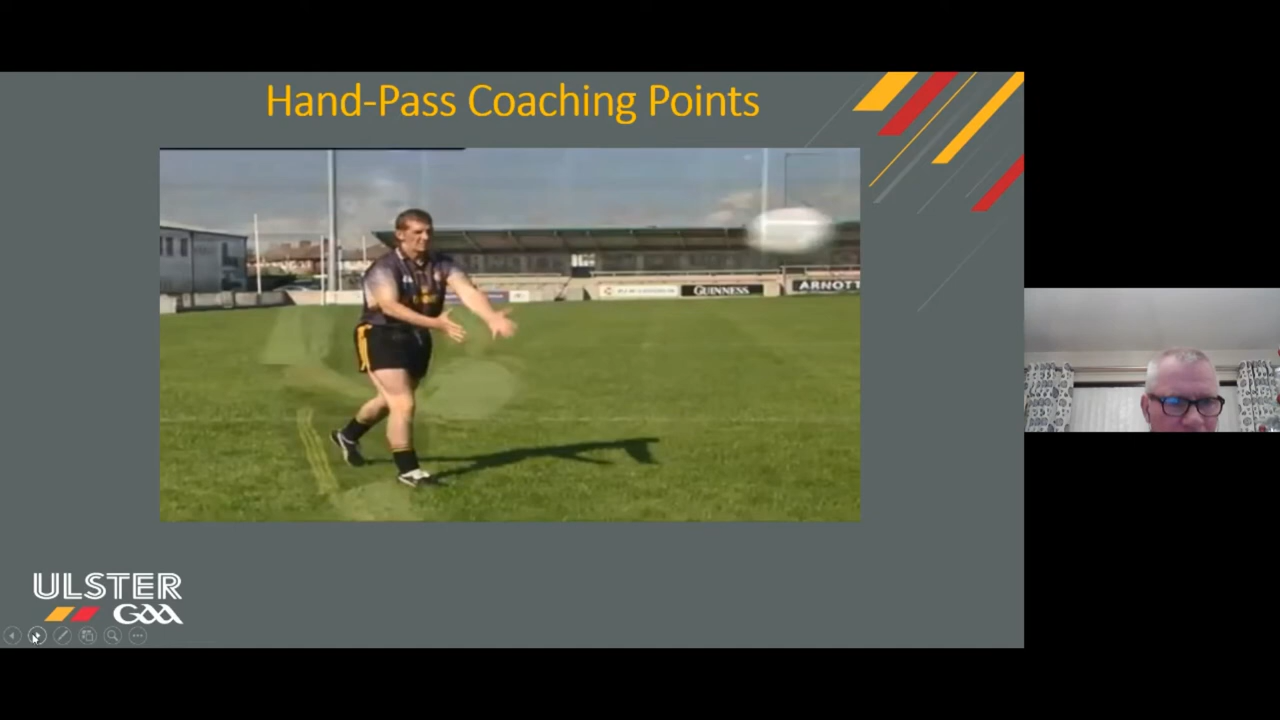 Hand-Pass Coaching Points
GUINNESS
ARNOTT
ULSTER
GAA